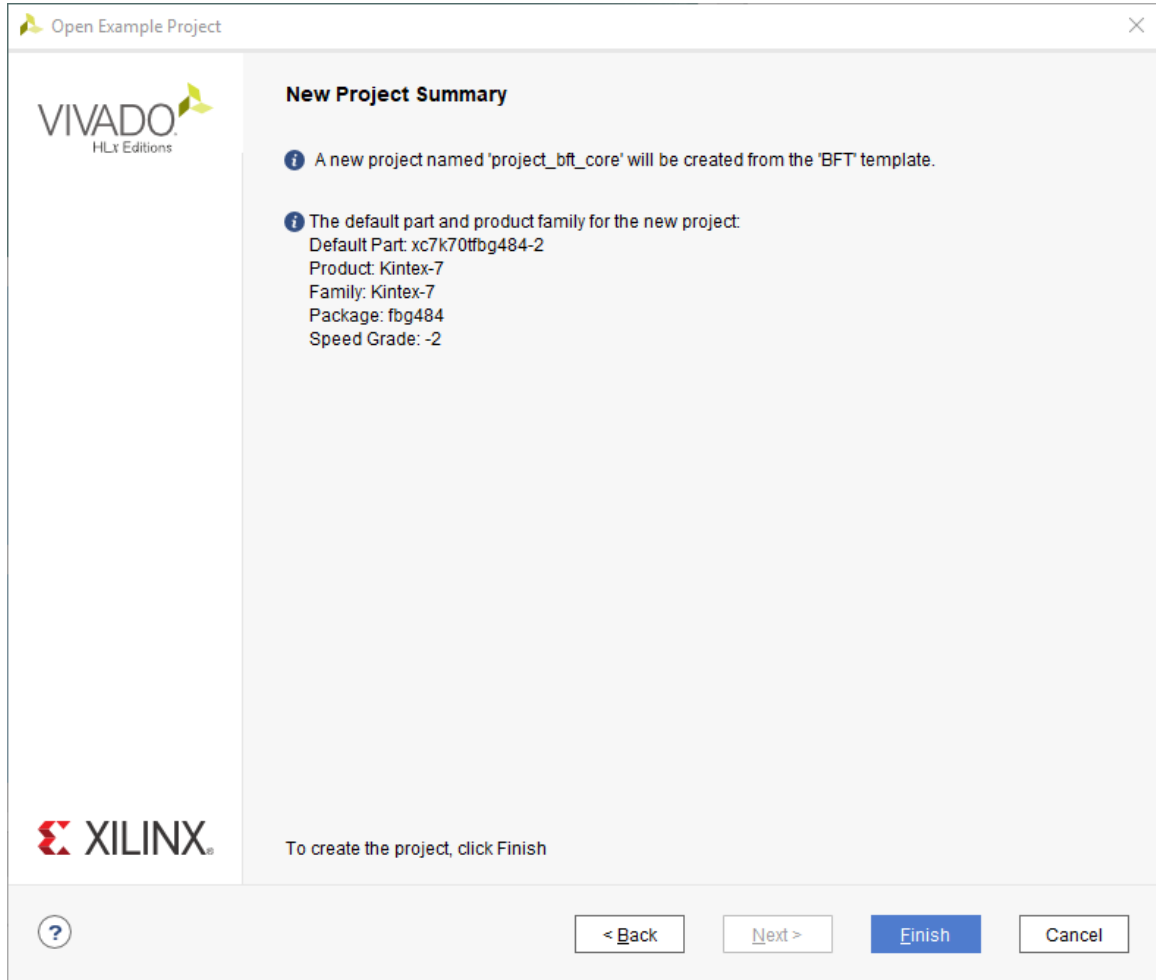 Open Example Project
VIVADO.
HLx Editions
New Project Summary
A new project named 'project_bft_core' will be created from the 'BFT' template.
The default part and product family for the new project:
Default Part: xc7k70tfbg484-2
Product: Kintex-7
Family: Kintex-7
Package: fbg484
Speed Grade: -2
XILINX®
To create the project, click Finish
? < Back Next > Finish Cancel